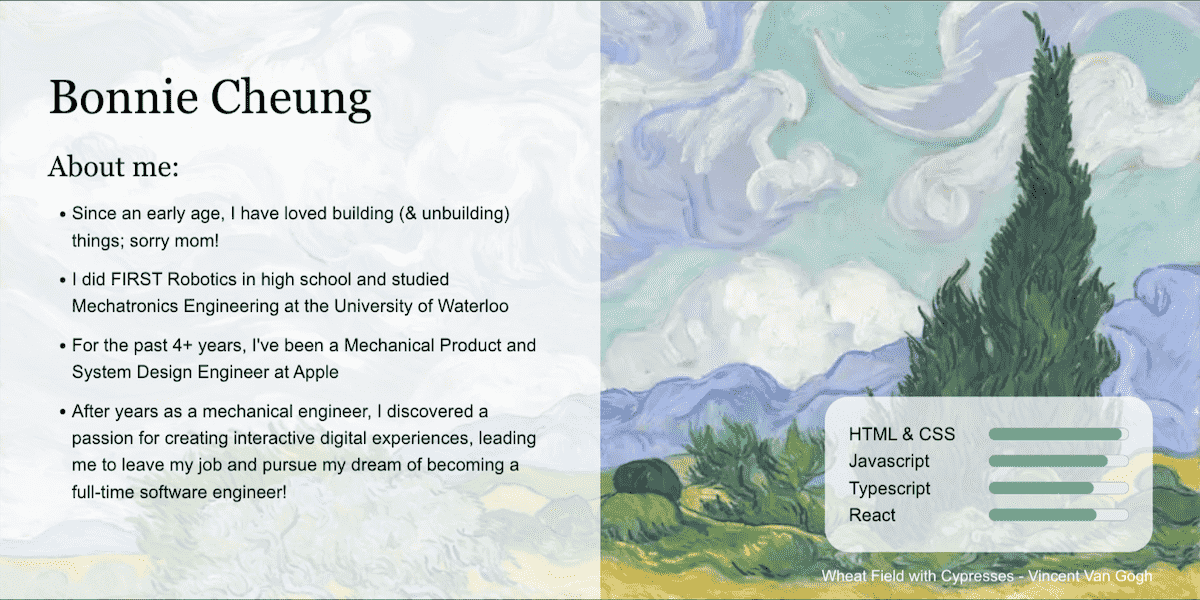 Bonnie Cheung
About me:
• Since an early age, I have loved building (& unbuilding)
things; sorry mom!
• I did FIRST Robotics in high school and studied
Mechatronics Engineering at the University of Waterloo
• For the past 4+ years, I've been a Mechanical Product and
System Design Engineer at Apple
• After years as a mechanical engineer, I discovered a
passion for creating interactive digital experiences, leading
me to leave my job and pursue my dream of becoming a
full-time software engineer!
HTML & CSS
Javascript
Typescript
React
Wheat Field with Cypresses - Vincent Van Gogh